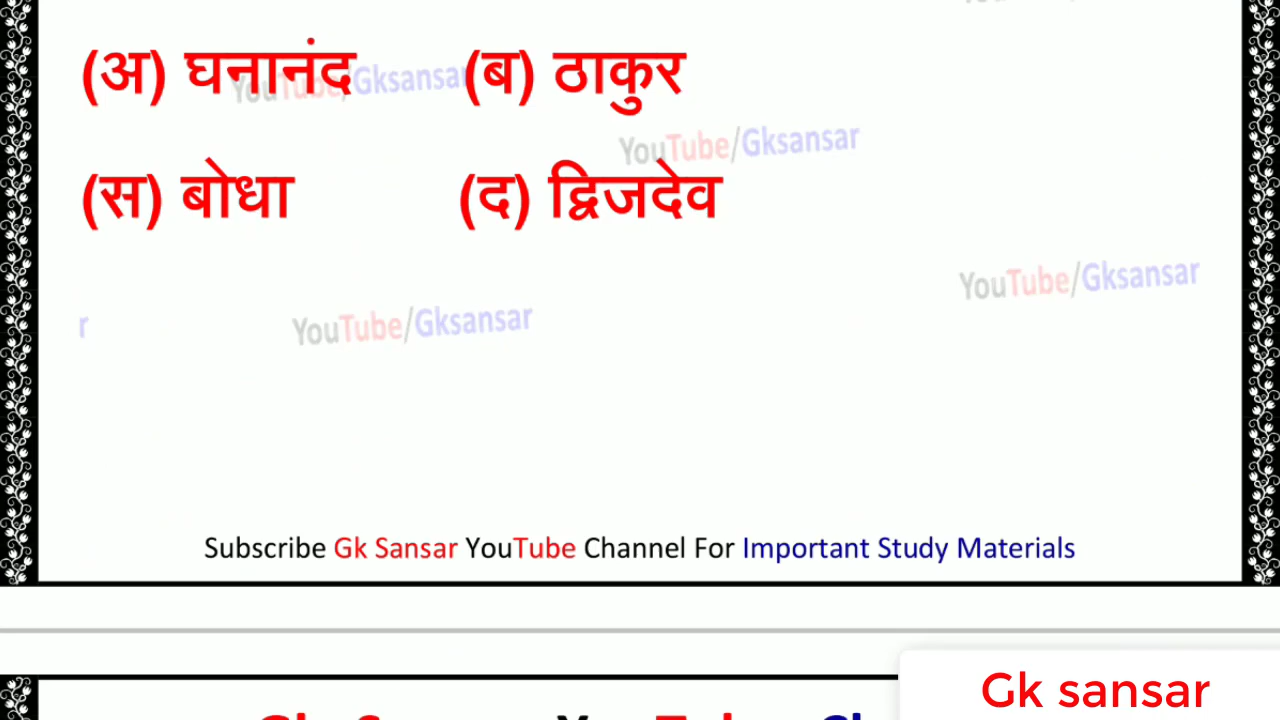 (अ) घनानंद (ब) ठाकुर
YouTube/Gksansar
YouTube/Gksansar
(स) बोधा (द) द्विजदेव
YouTube/Gksansar
r YouTube/Gksansar
Subscribe Gk Sansar YouTube Channel For Important Study Materials
Gk sansar